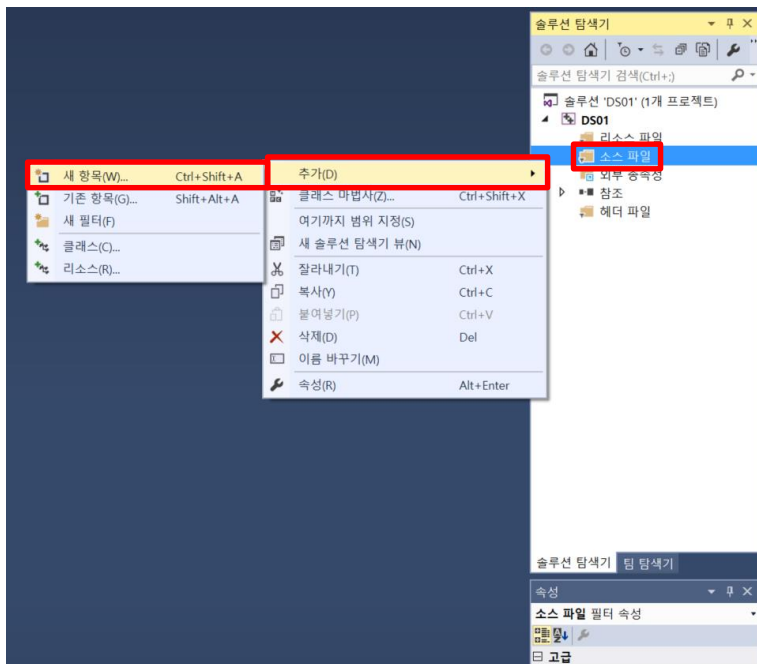 솔루션 탐색기
솔루션 탐색기 검색(Ctrl+;)
솔루션 'DS01' (1개 프로젝트)
DS01
리소스 파일
소스 파일
외부 종속성
참조
헤더 파일
새 항목(W)... Ctrl+Shift+A
기존 항목(G)... Shift+Alt+A
새 필터(F)
클래스(C)...
리소스(R)...
추가(D)
클래스 마법사(Z)... Ctrl+Shift+X
여기까지 범위 지정(S)
새 솔루션 탐색기 뷰(N)
잘라내기(T) Ctrl+X
복사(Y) Ctrl+C
붙여넣기(P) Ctrl+V
삭제(D) Del
이름 바꾸기(M)
속성(R) Alt+Enter
솔루션 탐색기 팀 탐색기
속성
소스 파일 필터 속성
고급